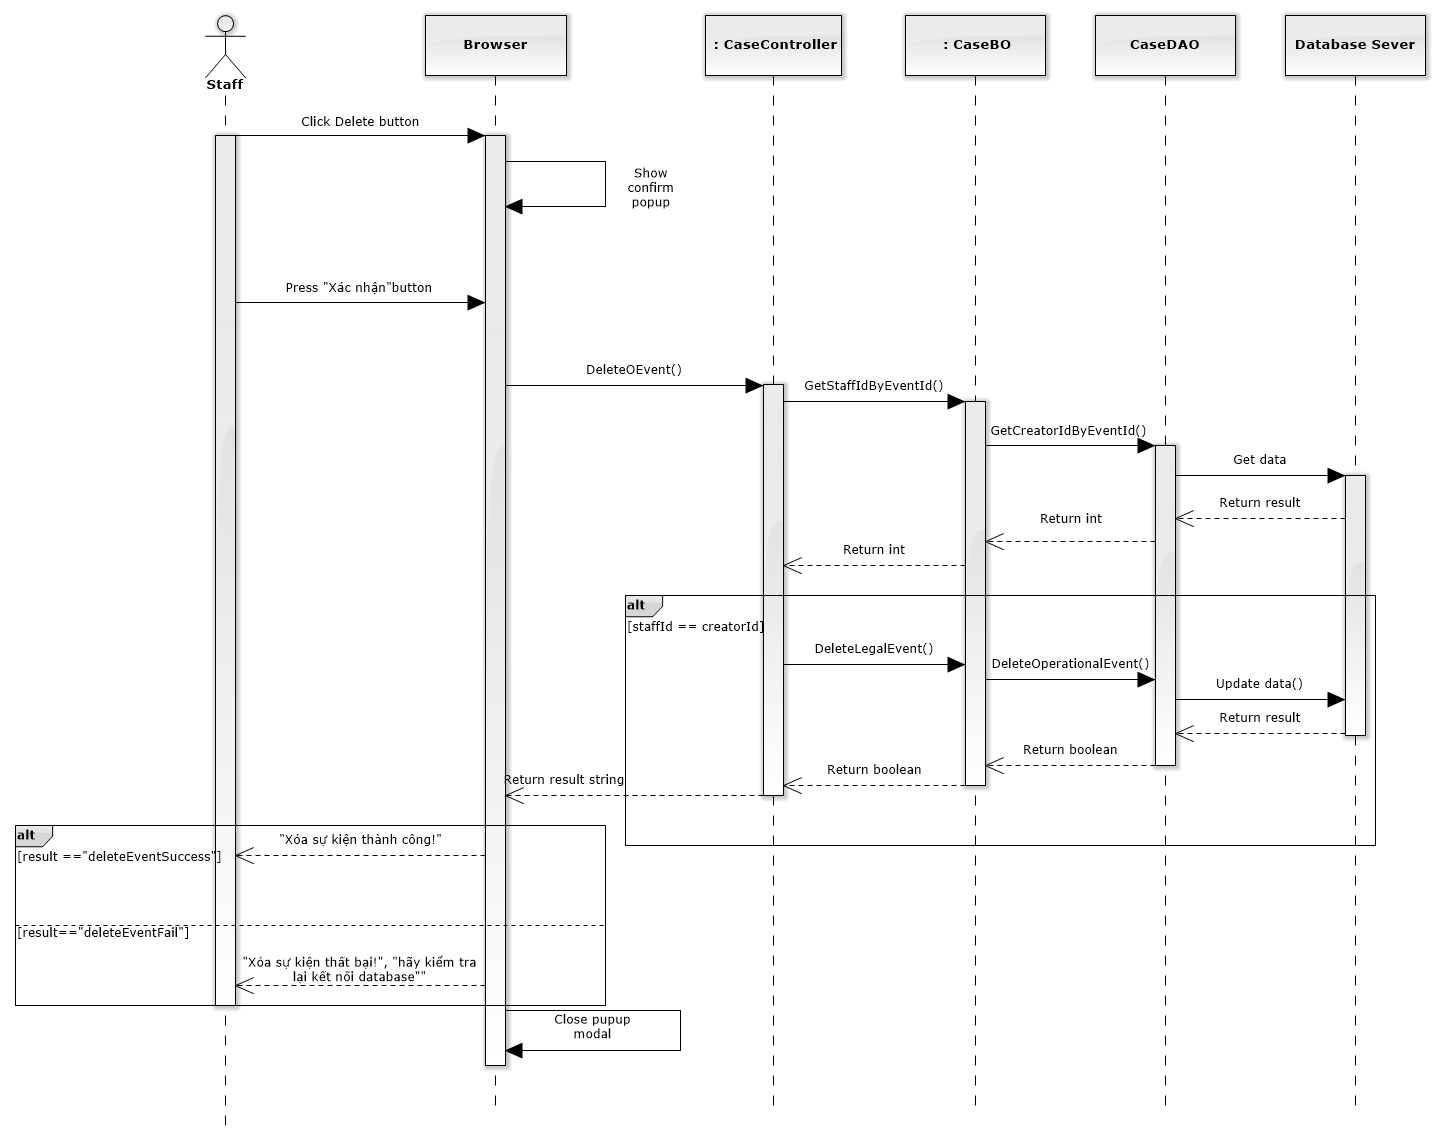 Staff
Browser
: CaseController
: CaseBO
CaseDAO
Database Sever
Click Delete button
Show
confirm
popup
Press "Xác nhận"button
DeleteOEvent()
GetStaffIdByEventId()
GetCreatorIdByEventId()
Get data
Return result
Return int
Return int
alt
[staffId == creatorId]
DeleteLegalEvent()
DeleteOperationalEvent()
Update data()
Return result
Return boolean
Return boolean
Return result string
alt
"Xóa sự kiện thành công!"
[result =="deleteEventSuccess"]
[result=="deleteEventFail"]
"Xóa sự kiện thất bại!", "hãy kiểm tra
lại kết nối database""
Close pupup
modal